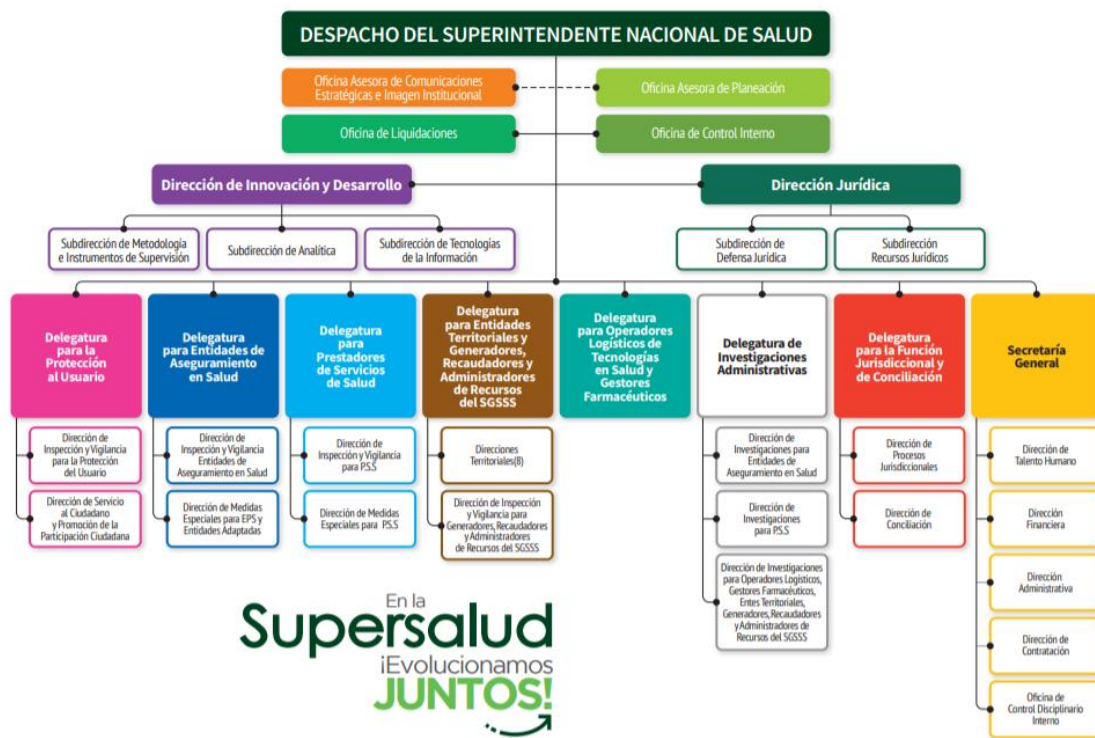 DESPACHO DEL SUPERINTENDENTE NACIONAL DE SALUD
Oficina Asesora de Comunicaciones
Estratégicas e Imagen Institucional
Oficina Asesora de Planeación
Oficina de Liquidaciones
Oficina de Control Interno
Dirección de Innovación y Desarrollo
Dirección Jurídica
Subdirección de Metodología
e Instrumentos de Supervisión
Subdirección de Analítica
Subdirección de Tecnologías
de la Información
Subdirección de
Defensa Jurídica
Subdirección
Recursos Jurídicos
Delegatura
para la
Protección
al Usuario
Delegatura
para Entidades de
Aseguramiento
en Salud
Delegatura
para
Prestadores
de Servicios
de Salud
Delegatura
para Entidades
Territoriales y
Generadores,
Recaudadores y
Administradores
de Recursos
del SGSSS
Delegatura
para Operadores
Logísticos de
Tecnologías
en Salud y
Gestores
Farmacéuticos
Delegatura de
Investigaciones
Administrativas
Delegatura
para la Función
Jurisdiccional y
de Conciliación
Secretaría
General
Dirección de
Inspección y Vigilancia
para la Protección
del Usuario
Dirección de Servicio
al Ciudadano
y Promoción de la
Participación Ciudadana
Dirección de
Inspección y Vigilancia
Entidades de
Aseguramiento en Salud
Dirección de Medidas
Especiales para EPS y
Entidades Adaptadas
Dirección de
Inspección y Vigilancia
para P.S.S
Dirección de Medidas
Especiales para P.S.S
Direcciones
Territoriales(8)
Dirección de Inspección
y Vigilancia para
Generadores, Recaudadores
y Administradores
de Recursos del SGSSS
Dirección de
Investigaciones para
Entidades de
Aseguramiento en Salud
Dirección de
Investigaciones
para P.S.S
Dirección de Investigaciones
para Operadores Logísticos,
Gestores Farmacéuticos,
Entes Territoriales,
Generadores, Recaudadores
y Administradores de
Recursos del SGSSS
Dirección de
Procesos
Jurisdiccionales
Dirección de
Conciliación
Dirección de
Talento Humano
Dirección
Financiera
Dirección
Administrativa
Dirección de
Contratación
Oficina de
Control Disciplinario
Interno
En la
Supersalud
¡Evolucionamos
JUNTOS!